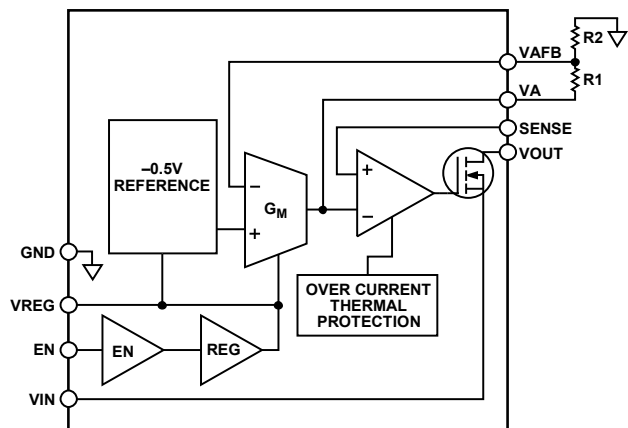 R2
VAFB
R1
VA
SENSE
VOUT
–0.5V
REFERENCE
–
GM
+
+
–
GND
OVER CURRENT
THERMAL
PROTECTION
VREG
EN
EN
REG
VIN